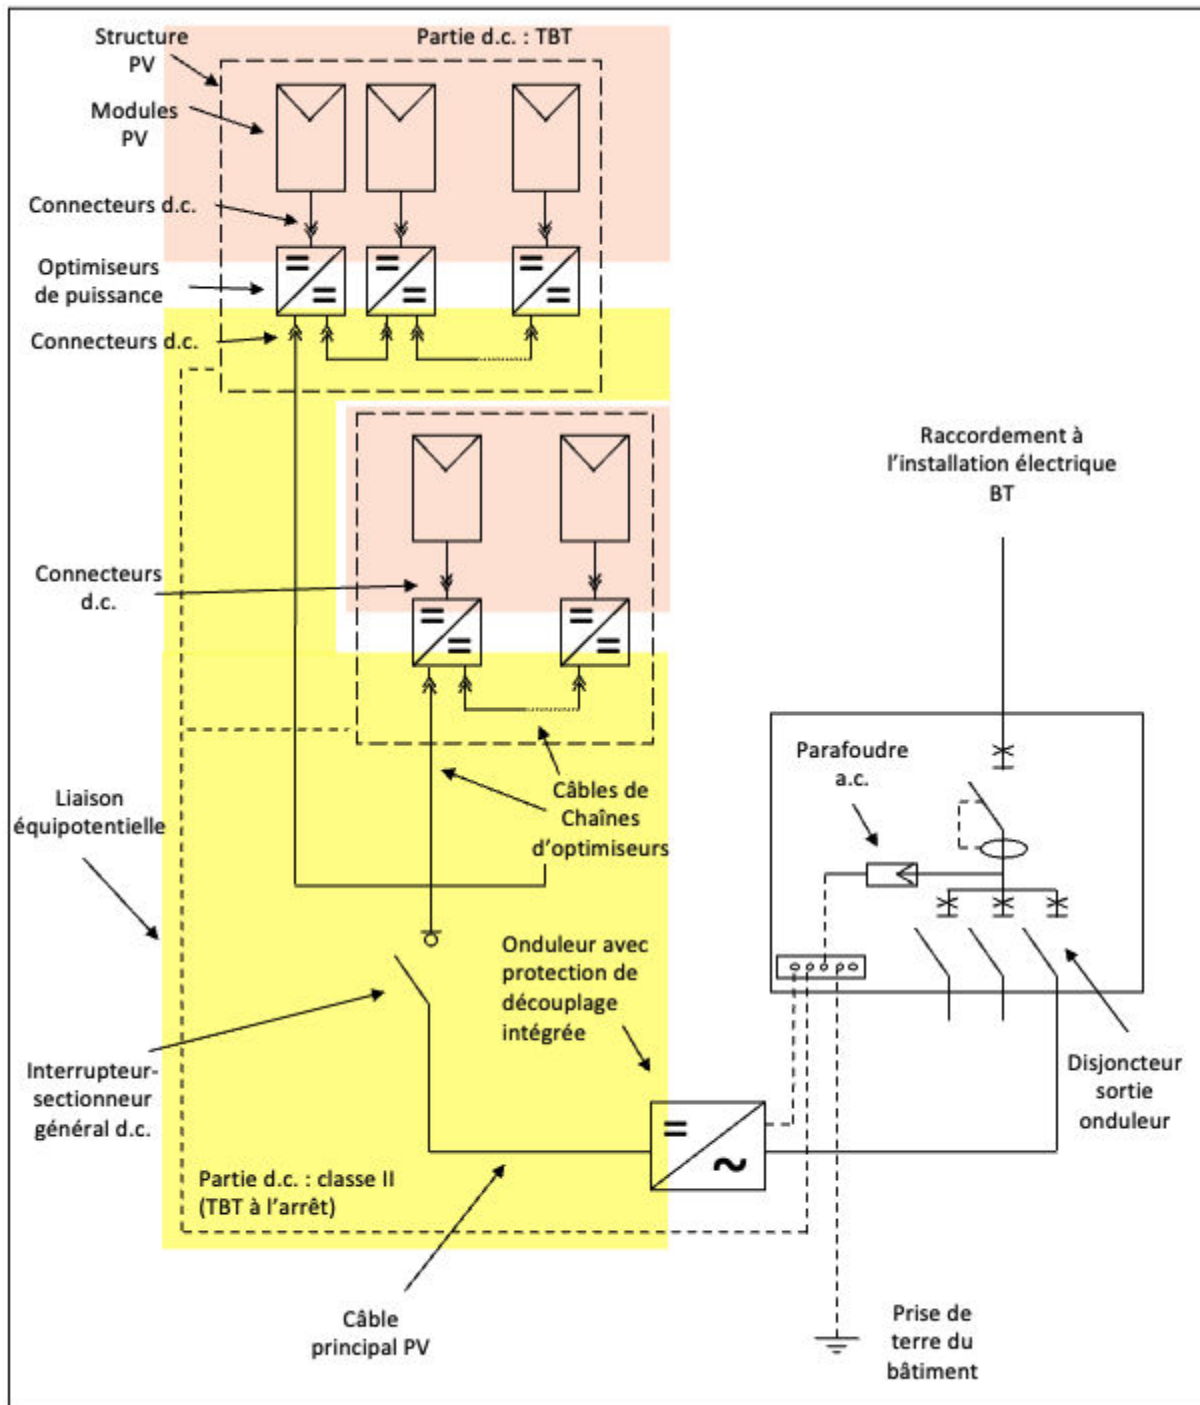 Structure
PV
Partie d.c. : TBT
Modules
PV
Connecteurs d.c.
Optimiseurs
de puissance
Connecteurs d.c.
Raccordement à
l'installation électrique
BT
Connecteurs
d.c.
Parafoudre
a.c.
Liaison
équipotentielle
Câbles de
Chaînes
d'optimiseurs
Onduleur avec
protection de
découplage
intégrée
Interrupteur-
sectionneur
général d.c.
Disjoncteur
sortie
onduleur
Partie d.c. : classe II
(TBT à l'arrêt)
Câble
principal PV
Prise de
terre du
bâtiment